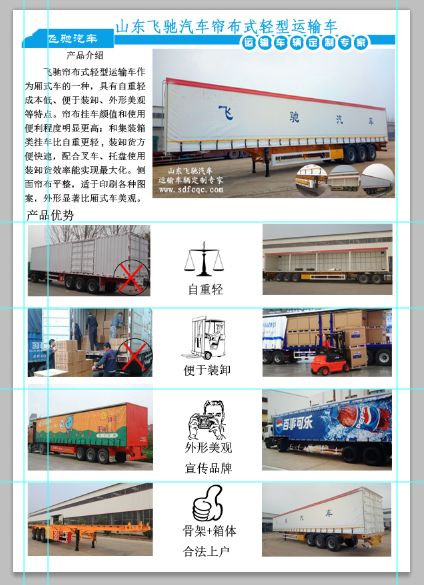 山东飞驰汽车帘布式轻型运输车
飞驰汽车
运输车辆定制专家
产品介绍
飞驰帘布式轻型运输车作
为厢式车的一种，具有自重轻
成本低、便于装卸、外形美观
等特点。帘布挂车颜值和使用
便利程度明显更高；和集装箱
类挂车比自重更轻；装卸货方
便快速，配合叉车、托盘使用
装卸货效率能实现最大化。侧
面帘布平整，适于印刷各种图
案，外形显著比厢式车美观。
飞驰汽车
山东飞驰汽车
运输车辆定制专家
www.sdfcqc.com
产品优势
自重轻
便于装卸
外形美观
宣传品牌
百事可乐
骨架+箱体
合法上户